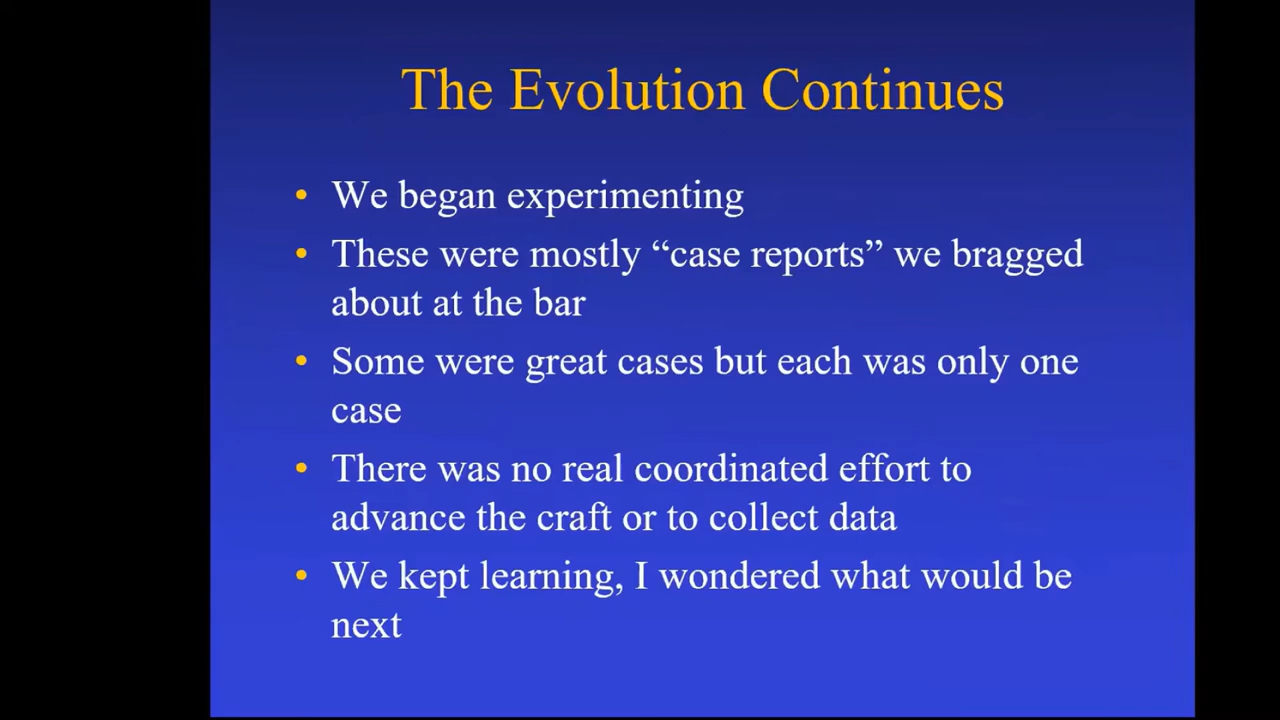 The Evolution Continues
• We began experimenting
• These were mostly “case reports” we bragged
about at the bar
• Some were great cases but each was only one
case
• There was no real coordinated effort to
advance the craft or to collect data
• We kept learning, I wondered what would be
next